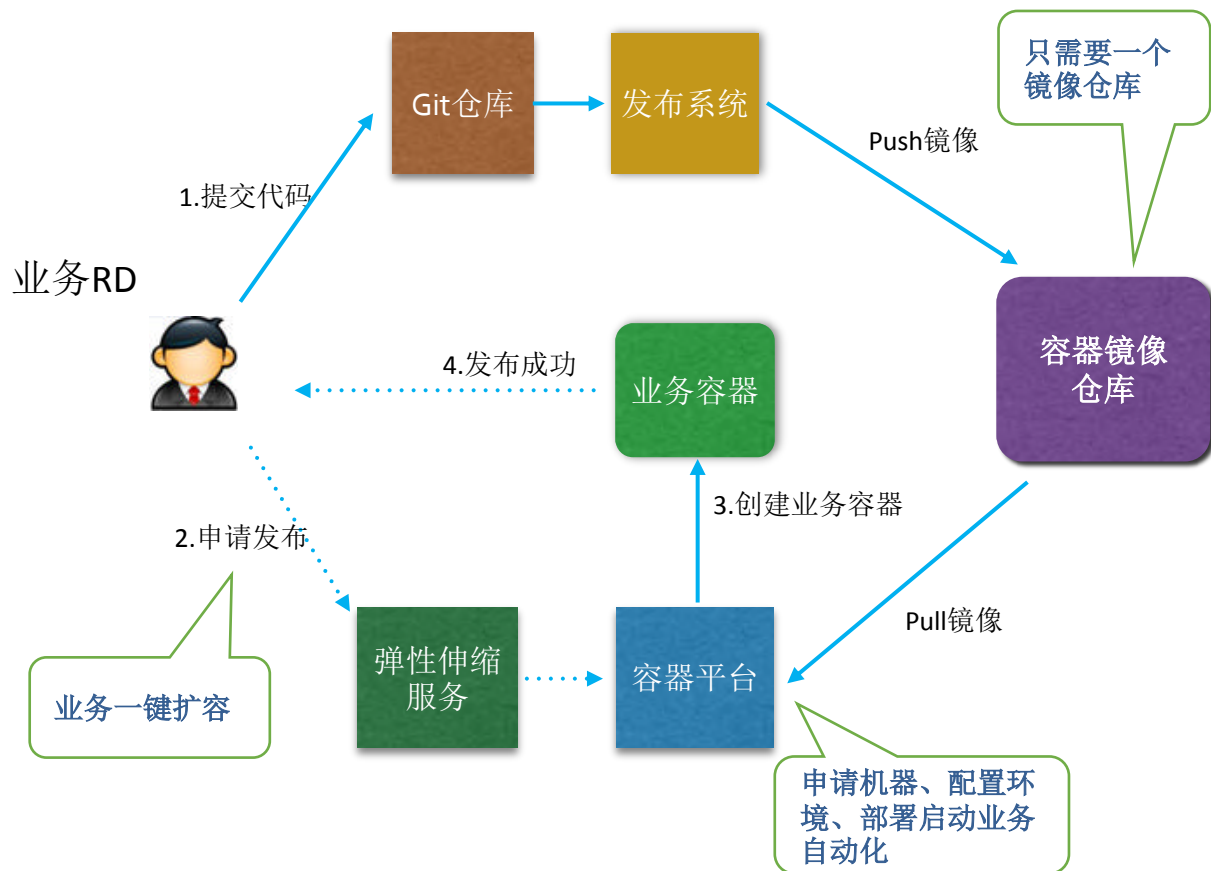 只需要一个
镜像仓库
Git仓库
发布系统
Push镜像
1.提交代码
业务RD
容器镜像
仓库
4.发布成功
业务容器
3.创建业务容器
2.申请发布
Pull镜像
弹性伸缩
服务
容器平台
业务一键扩容
申请机器、配置环
境、部署启动业务
自动化